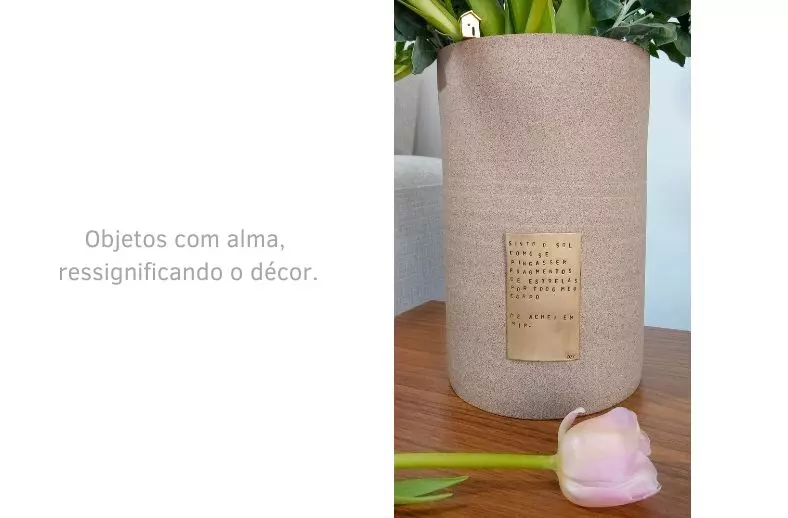 Objetos com alma,
ressignificando o décor.
SINTO O SOL
COMO SE
PINGASSEM
FRAGMENTOS
DE ESTRELAS
POR TODO MEU
CORPO
OS ACHEI EM
MIM.